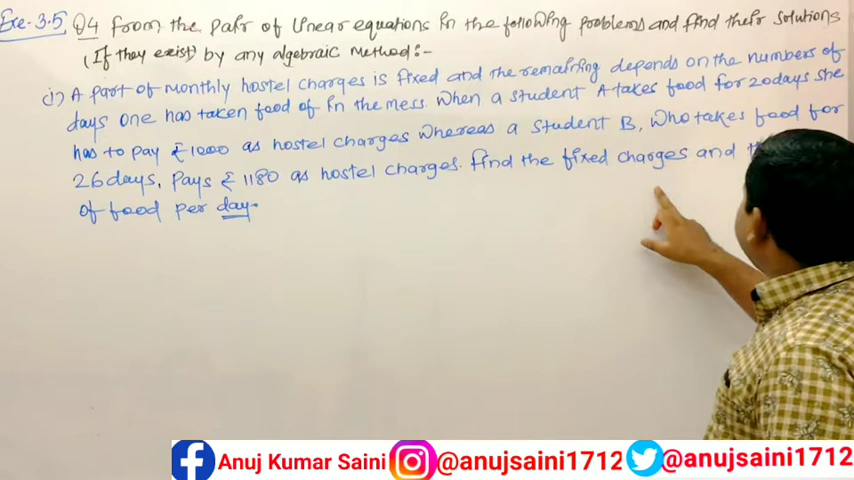 Exe-3.5 Q4 from the pair of linear equations in the following problems and find their solutions
(If they exist) by any algebraic method:-
(i) A part of monthly hostel charges is fixed and the remaining depends on the numbers of
days one has taken food of in the mess. When a student A takes food for 20 days she
has to pay ₹ 1000 as hostel charges whereas a student B, who takes food for
26 days, pays ₹ 1180 as hostel charges. find the fixed charges and
of food per day.
Anuj Kumar Saini @anujsaini1712 @anujsaini1712